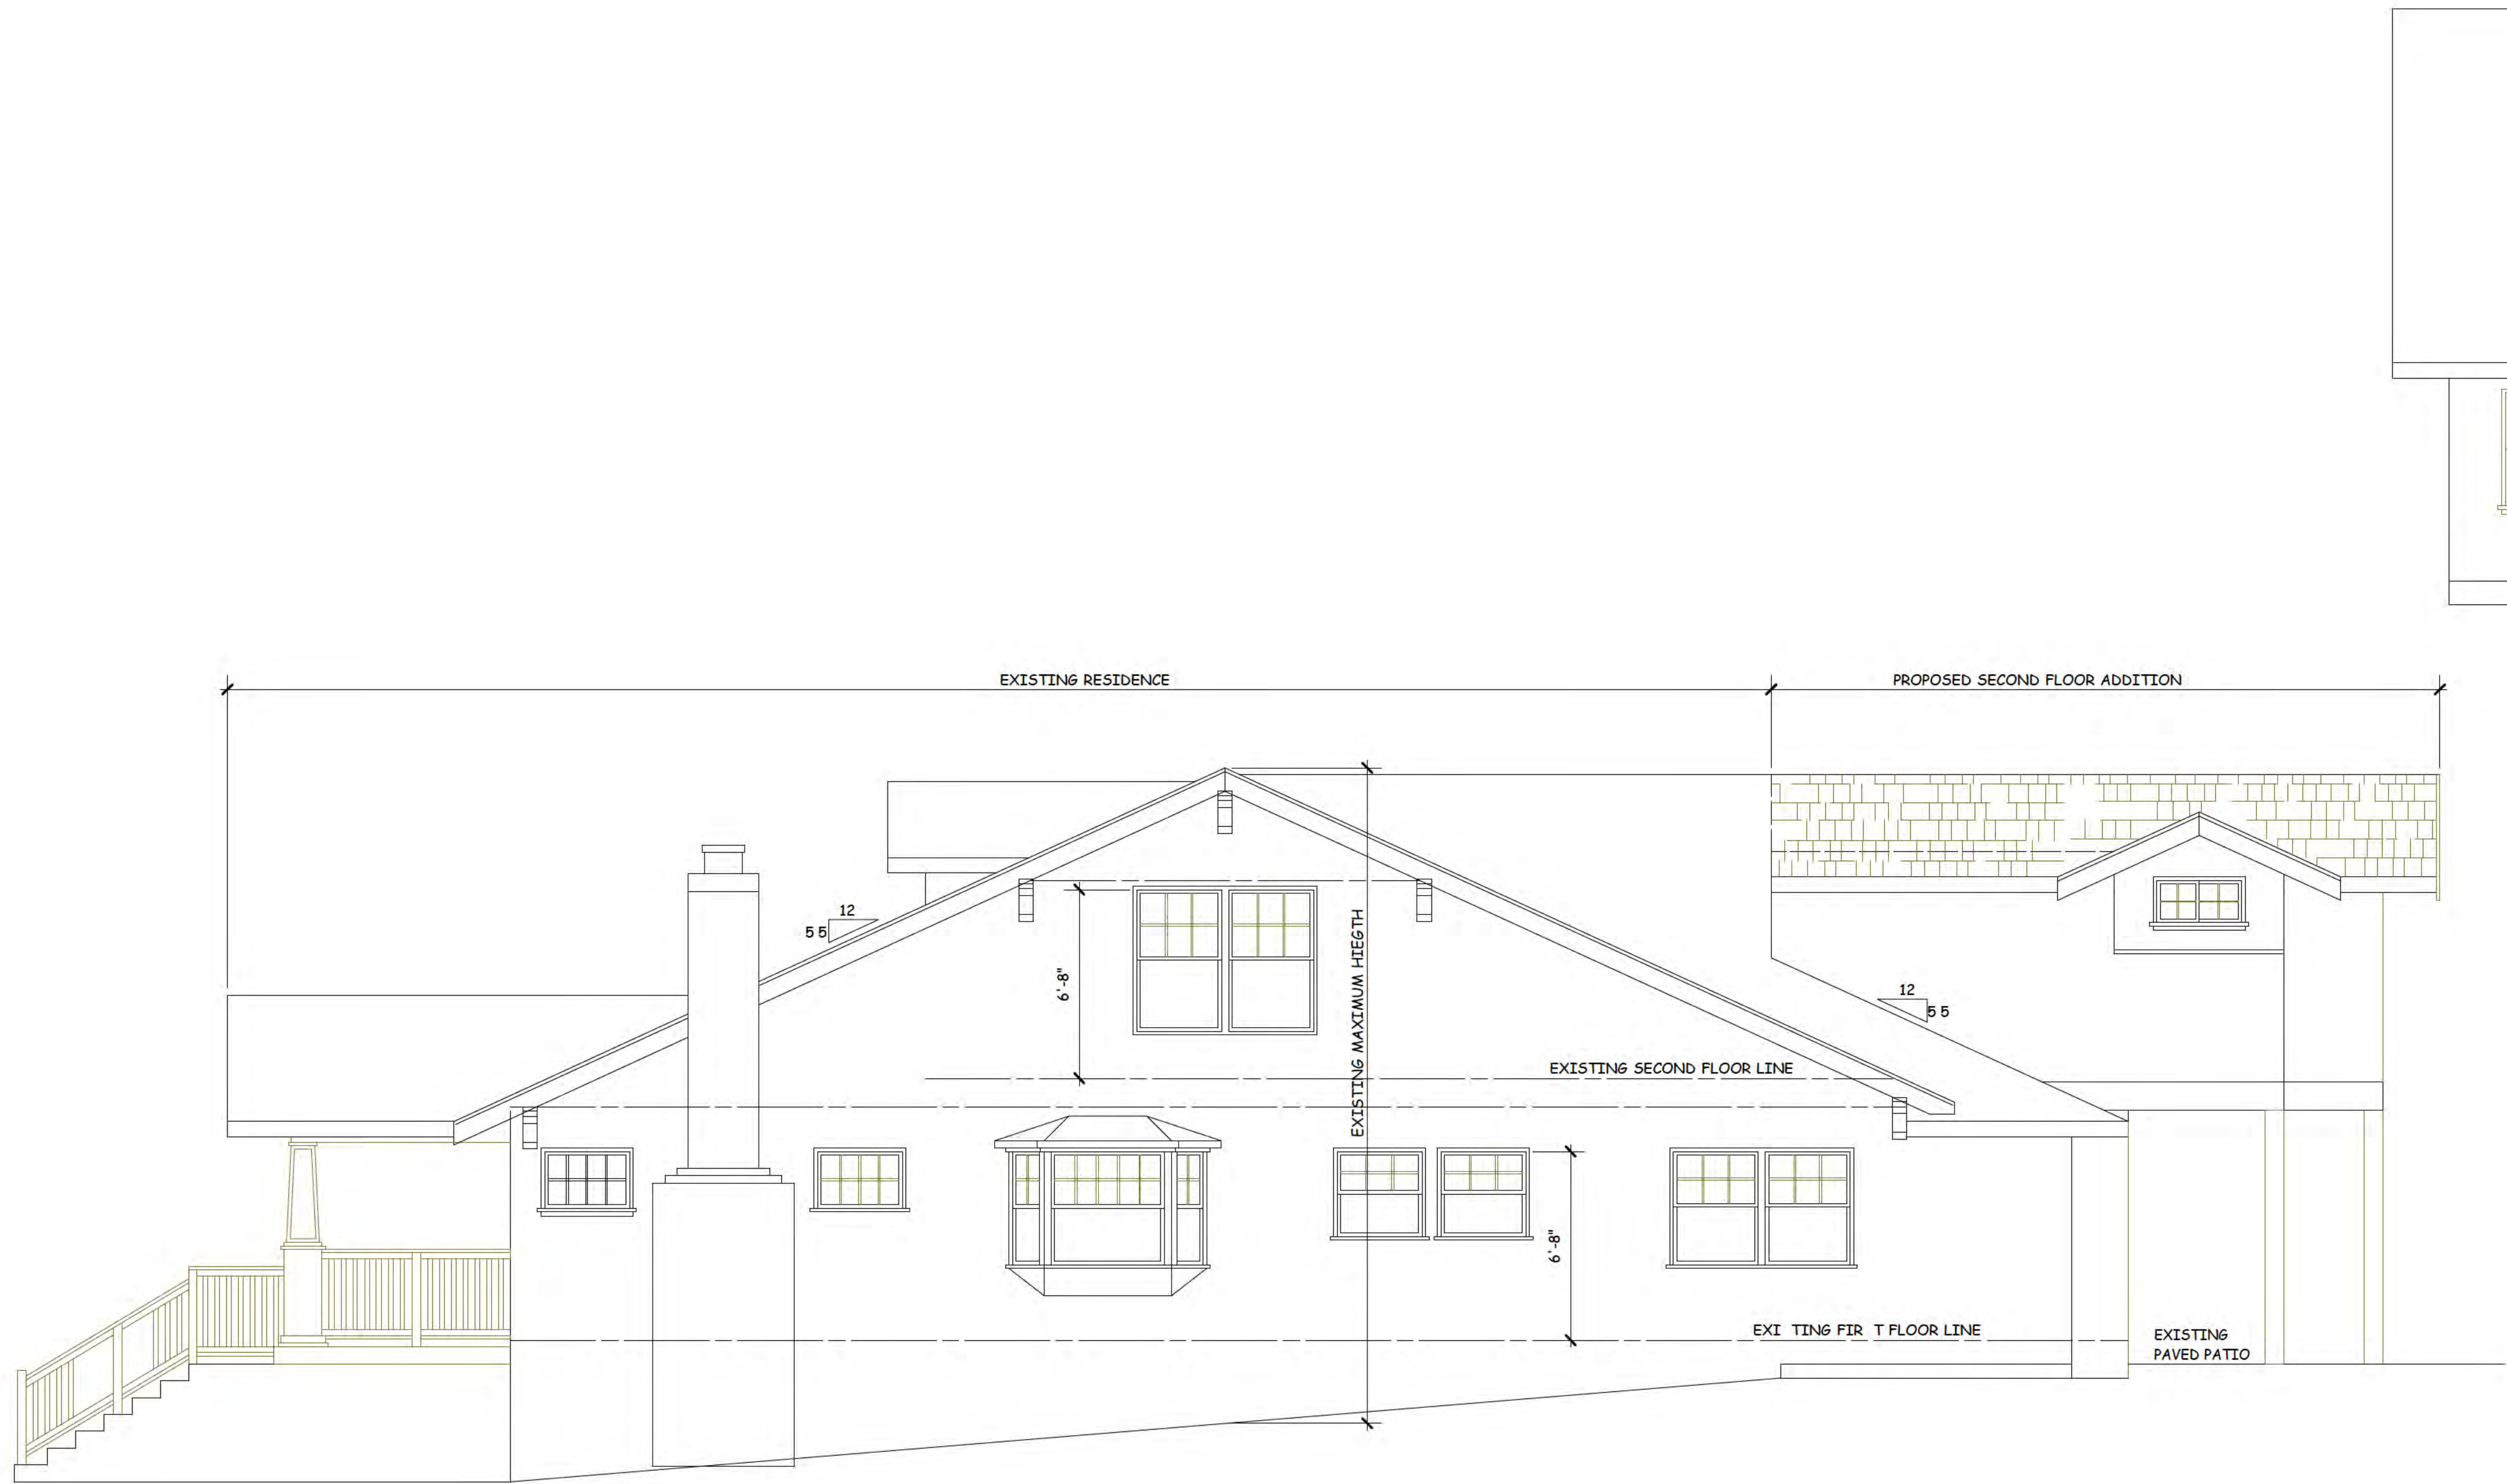 EXISTING RESIDENCE
PROPOSED SECOND FLOOR ADDITION
12
5 5
6'-8"
EXISTING MAXIMUM HIEGTH
12
5 5
EXISTING SECOND FLOOR LINE
6'-8"
EXI TING FIR T FLOOR LINE
EXISTING
PAVED PATIO